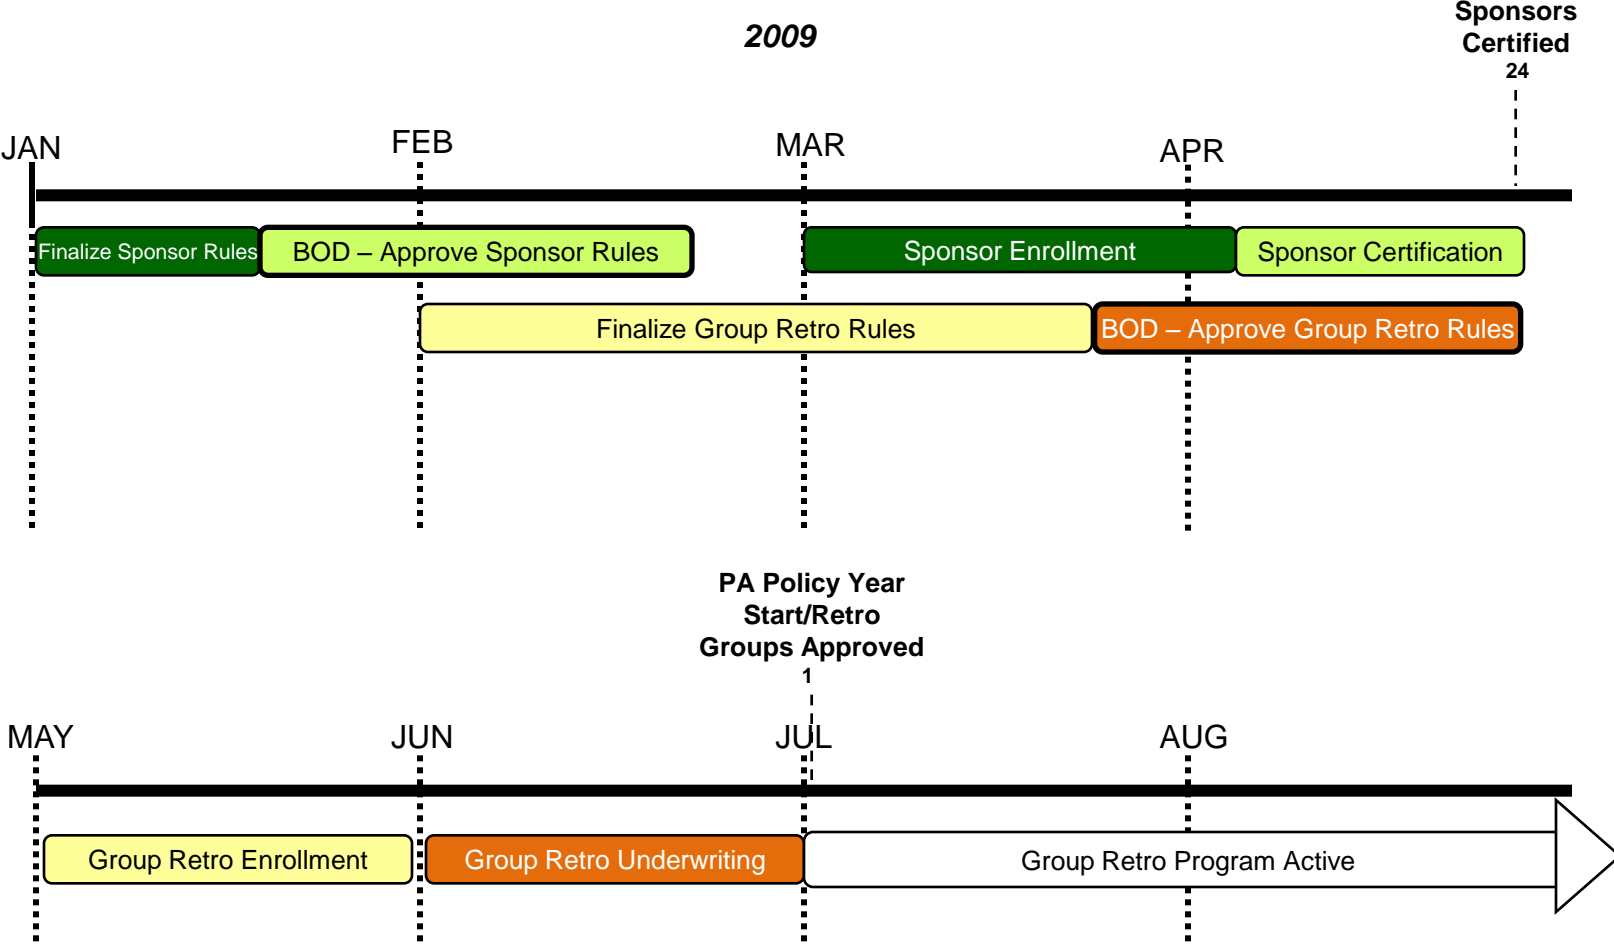 2009
Sponsors
Certified
24
JAN
FEB
MAR
APR
Finalize Sponsor Rules
BOD – Approve Sponsor Rules
Sponsor Enrollment
Sponsor Certification
Finalize Group Retro Rules
BOD – Approve Group Retro Rules
PA Policy Year
Start/Retro
Groups Approved
1
MAY
JUN
JUL
AUG
Group Retro Enrollment
Group Retro Underwriting
Group Retro Program Active